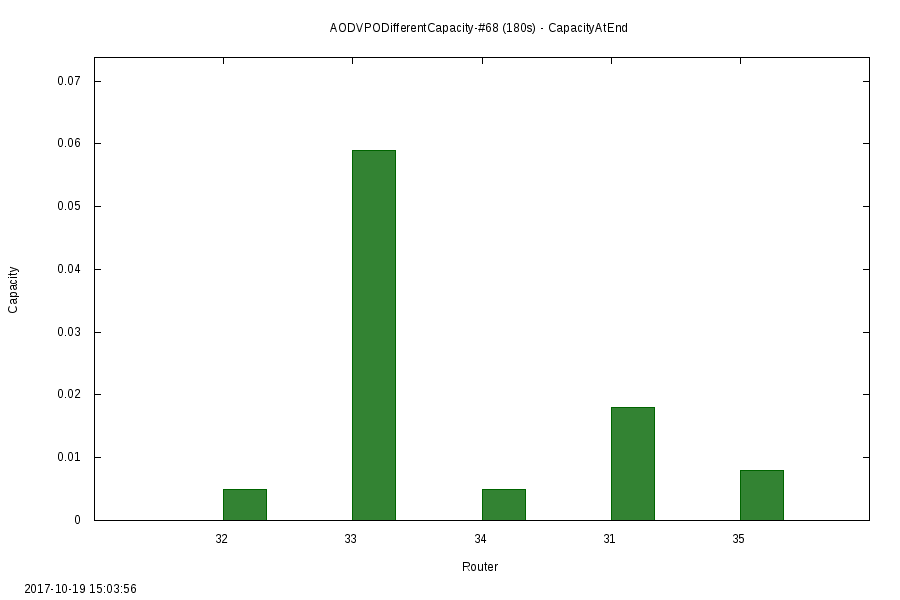 AODVPODifferentCapacity-#68 (180s) - CapacityAtEnd
0.07
0.06
0.05
0.04
0.03
0.02
0.01
0
Capacity
32 33 34 31 35
Router
2017-10-19 15:03:56